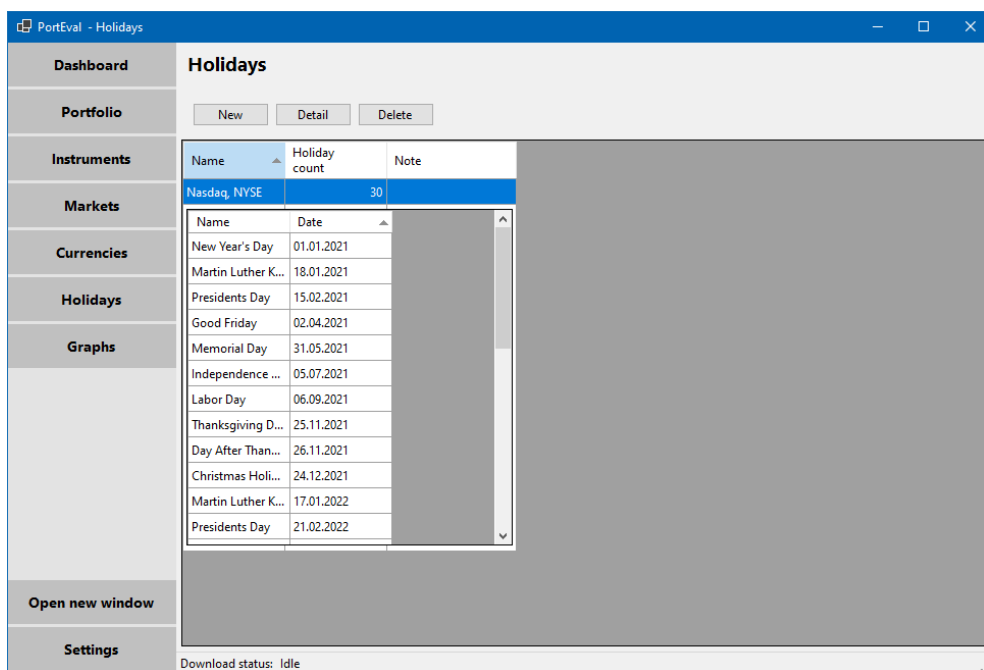 PortEval - Holidays
Dashboard
Portfolio
Instruments
Markets
Currencies
Holidays
Graphs
Open new window
Settings
Holidays
New Detail Delete
Name Holiday count Note
Nasdaq, NYSE 30
Name Date
New Year's Day 01.01.2021
Martin Luther K... 18.01.2021
Presidents Day 15.02.2021
Good Friday 02.04.2021
Memorial Day 31.05.2021
Independence ... 05.07.2021
Labor Day 06.09.2021
Thanksgiving D... 25.11.2021
Day After Than... 26.11.2021
Christmas Holi... 24.12.2021
Martin Luther K... 17.01.2022
Presidents Day 21.02.2022
Download status: Idle